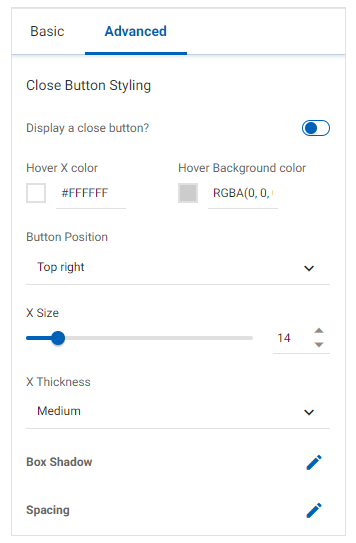 Basic Advanced
Close Button Styling
Display a close button?
Hover X color Hover Background color
#FFFFFF RGBA(0, 0,
Button Position
Top right
X Size
14
X Thickness
Medium
Box Shadow
Spacing